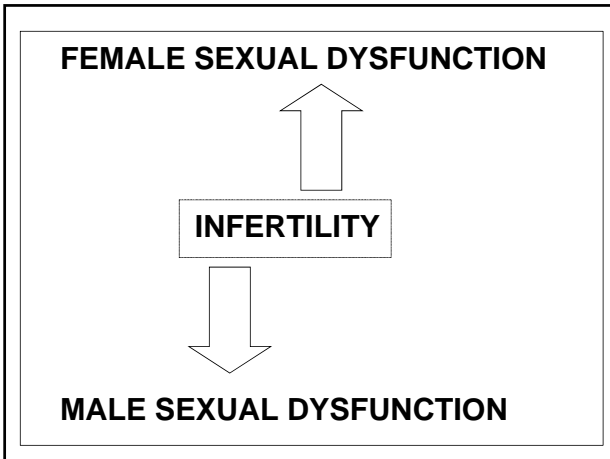 FEMALE SEXUAL DYSFUNCTION
INFERTILITY
MALE SEXUAL DYSFUNCTION